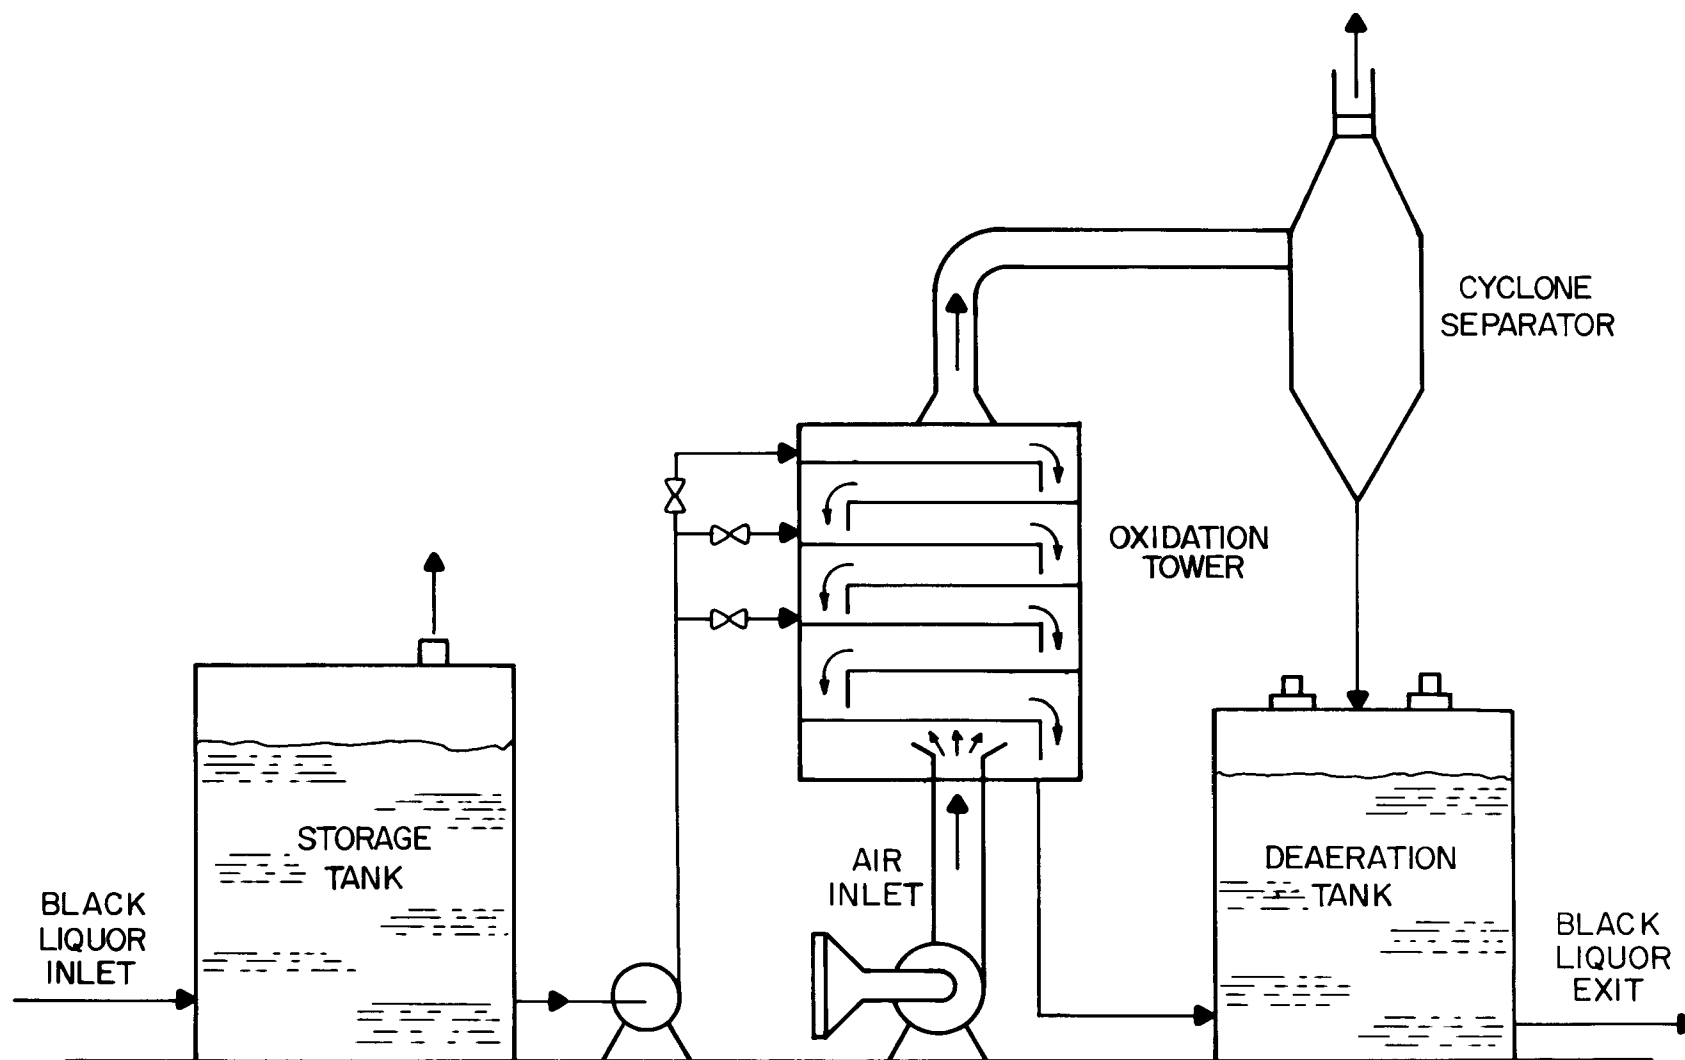 CYCLONE
SEPARATOR
OXIDATION
TOWER
STORAGE
TANK
AIR
INLET
DEAERATION
TANK
BLACK
LIQUOR
INLET
BLACK
LIQUOR
EXIT